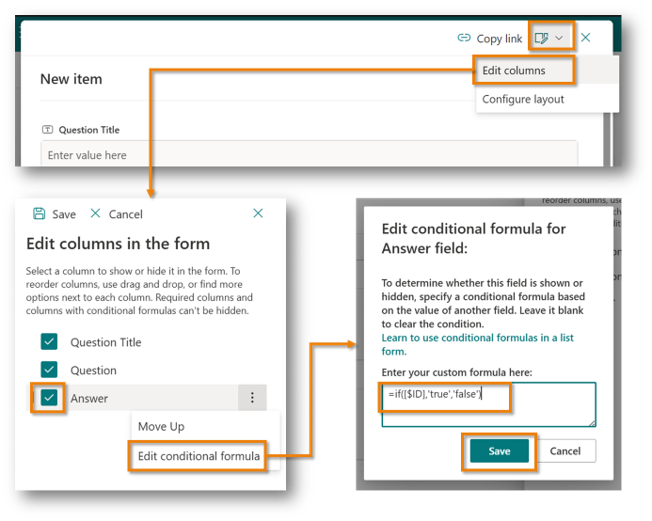 Copy link
Edit columns
New item
Configure layout
Question Title
Enter value here
Save Cancel
Edit columns in the form
Select a column to show or hide it in the form. To
reorder columns, use drag and drop, or find more
options next to each column. Required columns and
columns with conditional formulas can't be hidden.
Question Title
Question
Answer
Move Up
Edit conditional formula
reorder columns, use
Edit conditional formula for
Answer field:
To determine whether this field is shown or
hidden, specify a conditional formula based
on the value of another field. Leave it blank
to clear the condition.
Learn to use conditional formulas in a list
form.
Enter your custom formula here:
=if([$ID],'true','false')
Save Cancel